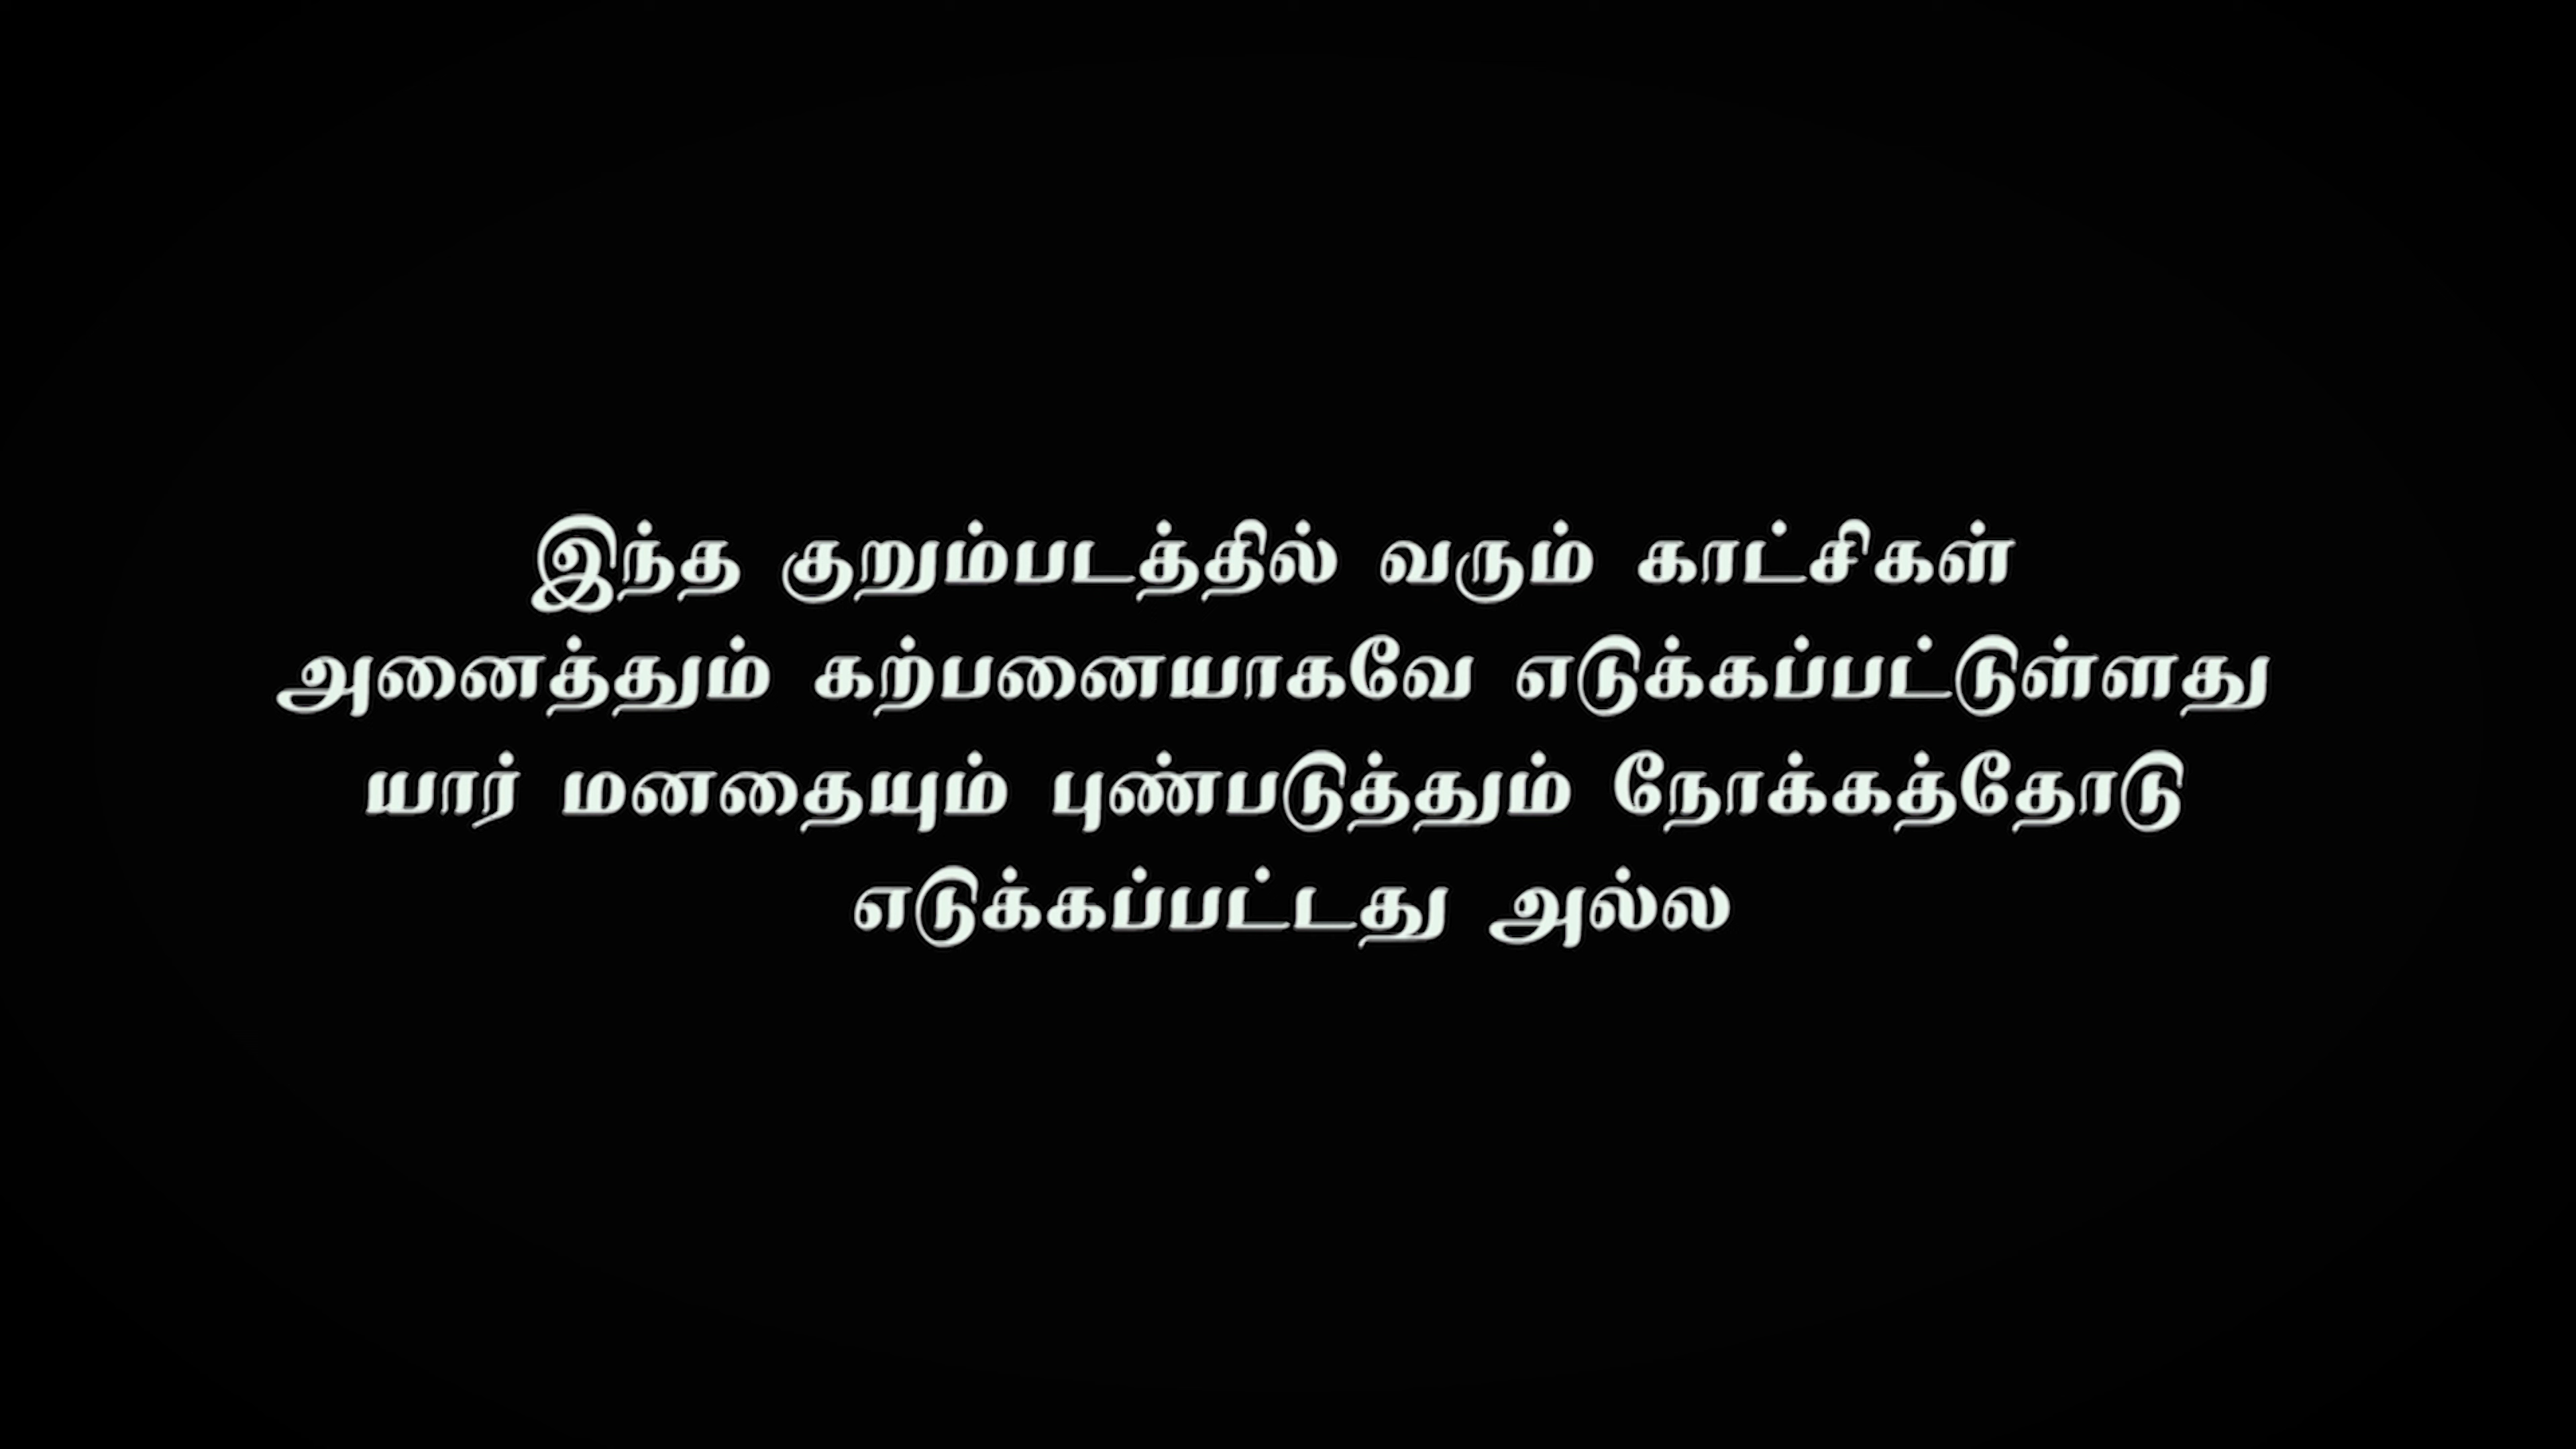 இந்த குறும்படத்தில் வரும் காட்சிகள்
அனைத்தும் கற்பனையாகவே எடுக்கப்பட்டுள்ளது
யார் மனதையும் புண்படுத்தும் நோக்கத்தோடு
எடுக்கப்பட்டது அல்ல